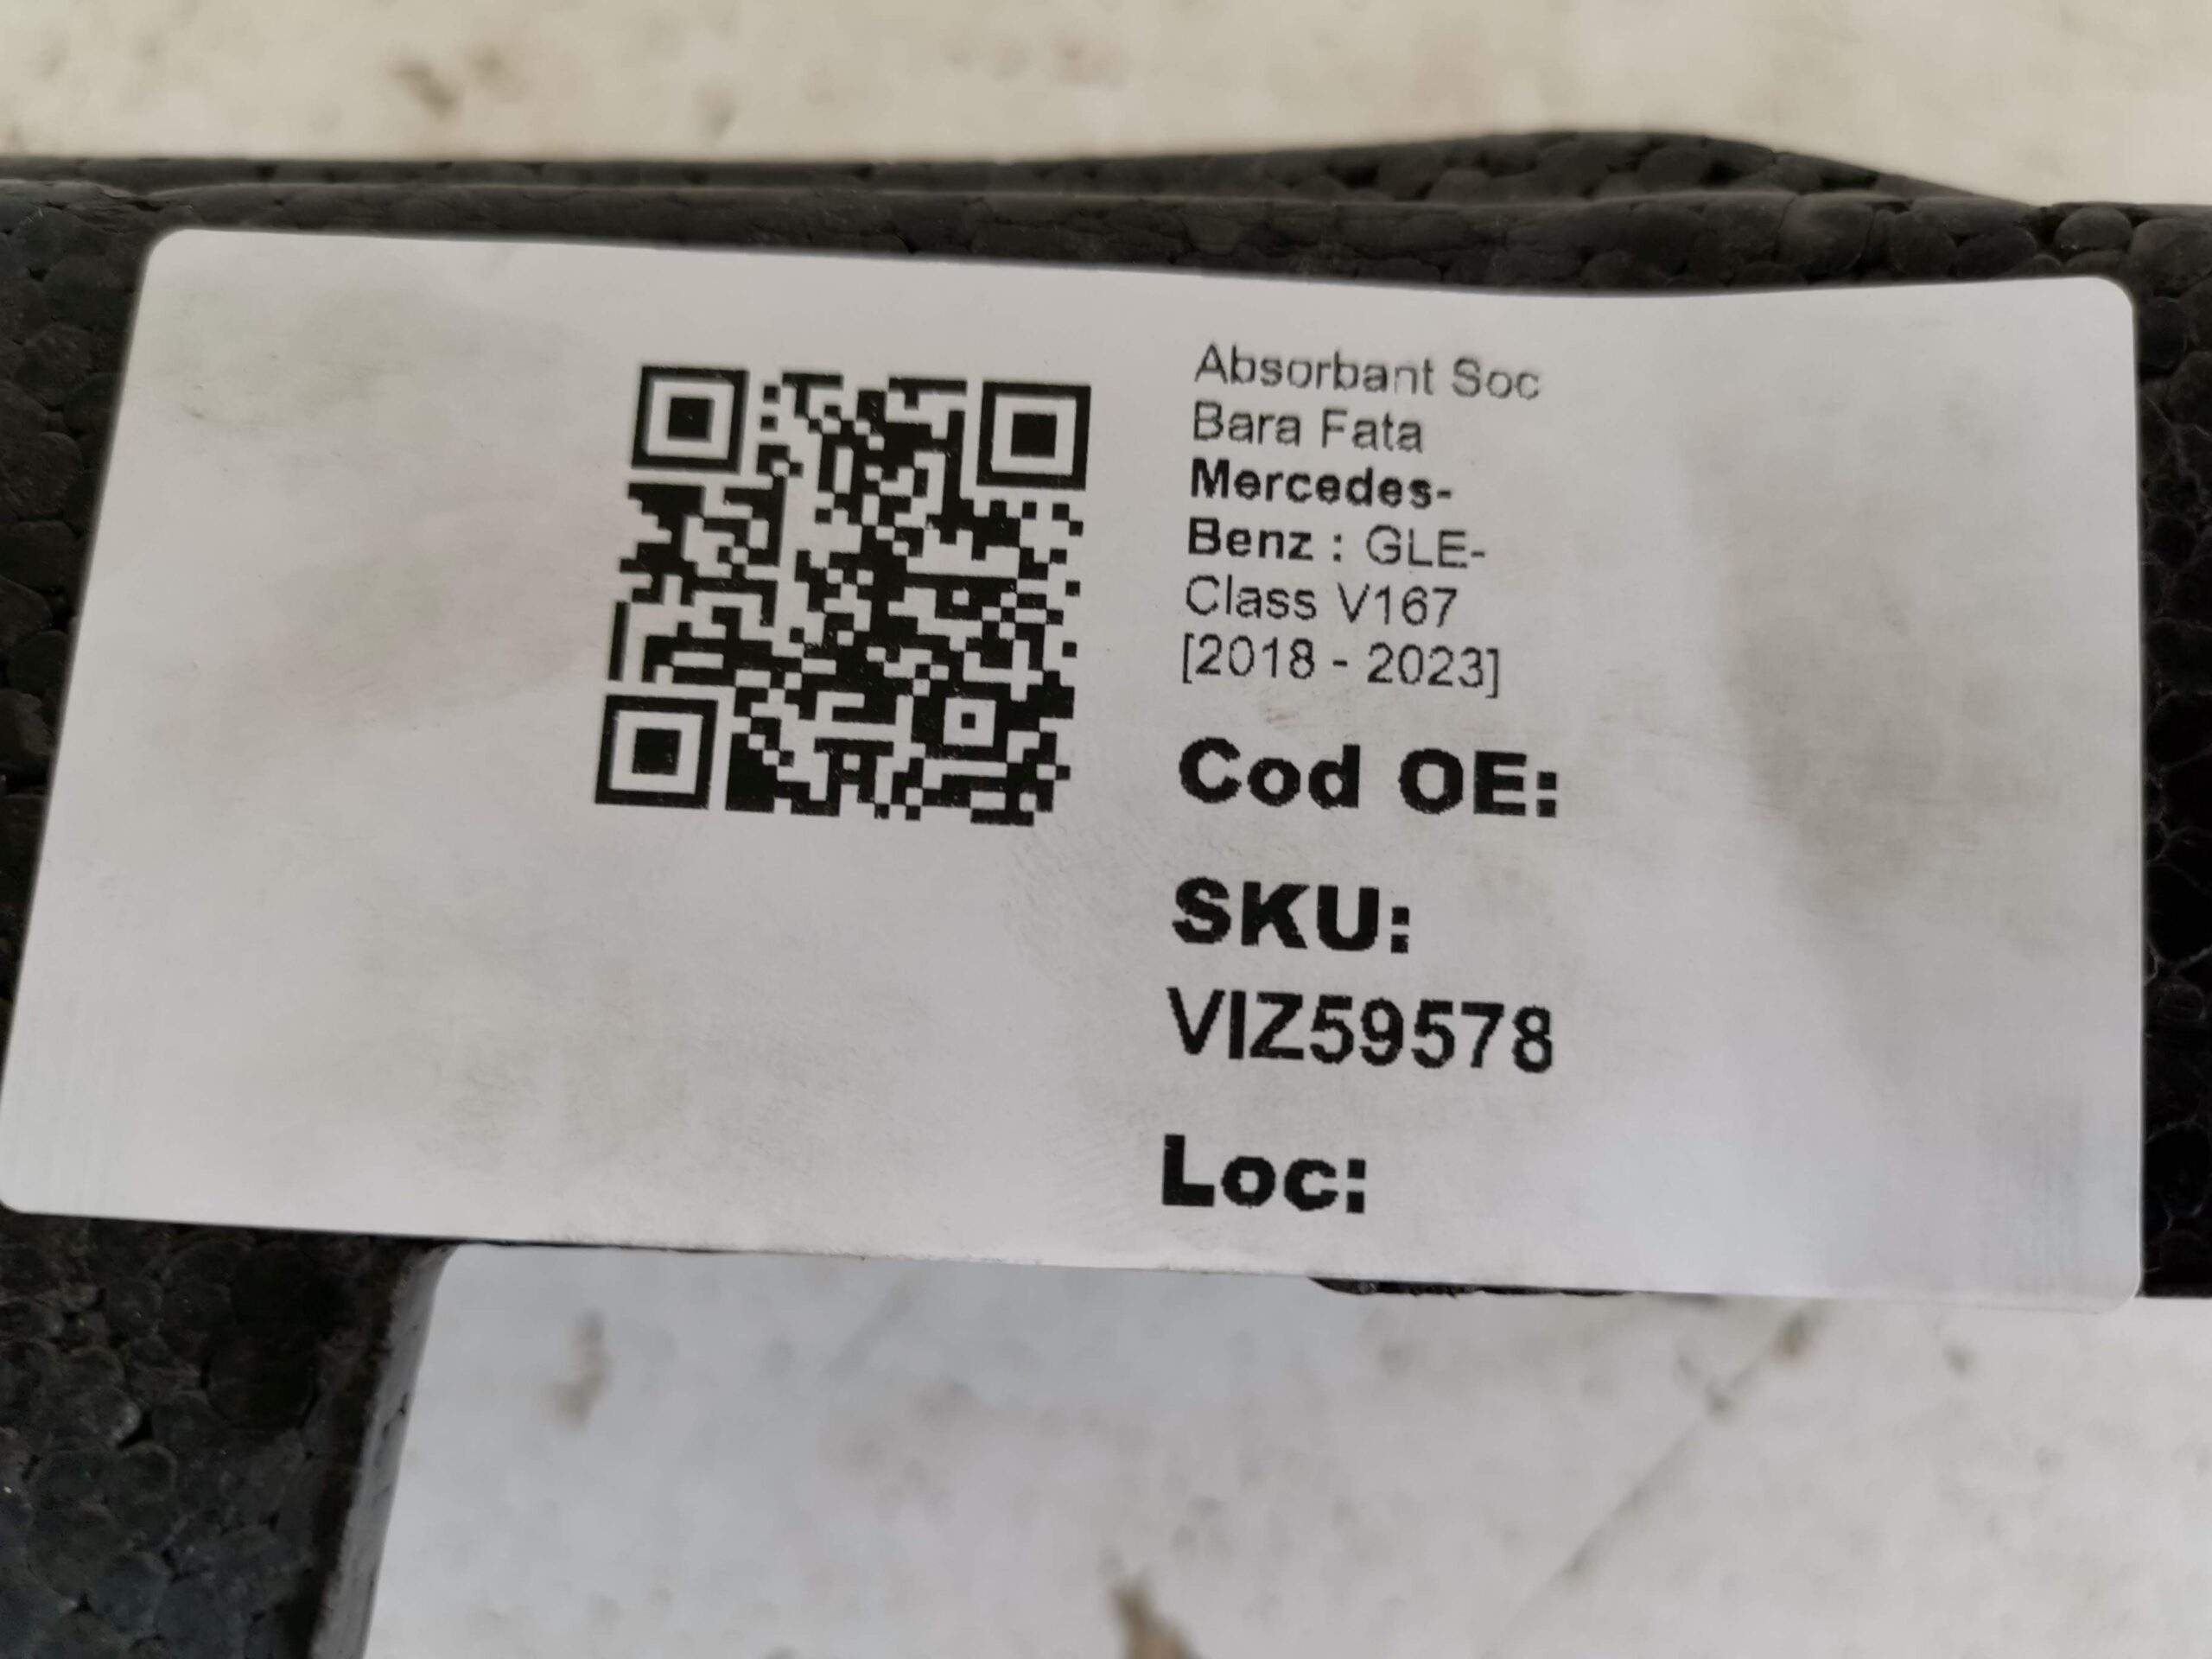 Absorbant Soc
Bara Fata
Mercedes-
Benz : GLE-
Class V167
[2018 - 2023]
Cod OE:
SKU:
VIZ59578
Loc: